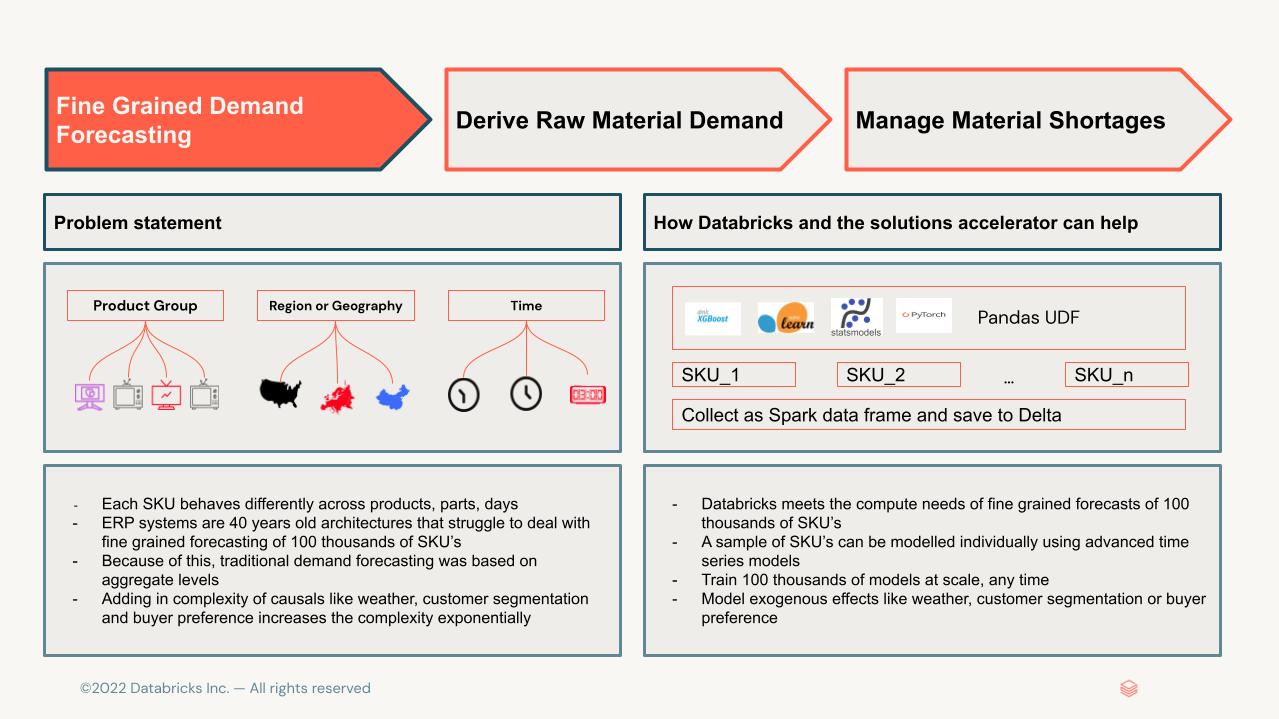 Fine Grained Demand
Forecasting
Derive Raw Material Demand
Manage Material Shortages
Problem statement
How Databricks and the solutions accelerator can help
Product Group
Region or Geography
Time
03:00
dmlc
XGBoost
learn
statsmodels
PyTorch
Pandas UDF
SKU_1
SKU_2
...
SKU_n
Collect as Spark data frame and save to Delta
- Each SKU behaves differently across products, parts, days
- ERP systems are 40 years old architectures that struggle to deal with
fine grained forecasting of 100 thousands of SKU’s
- Because of this, traditional demand forecasting was based on
aggregate levels
- Adding in complexity of causals like weather, customer segmentation
and buyer preference increases the complexity exponentially
- Databricks meets the compute needs of fine grained forecasts of 100
thousands of SKU’s
- A sample of SKU’s can be modelled individually using advanced time
series models
- Train 100 thousands of models at scale, any time
- Model exogenous effects like weather, customer segmentation or buyer
preference
©2022 Databricks Inc. — All rights reserved